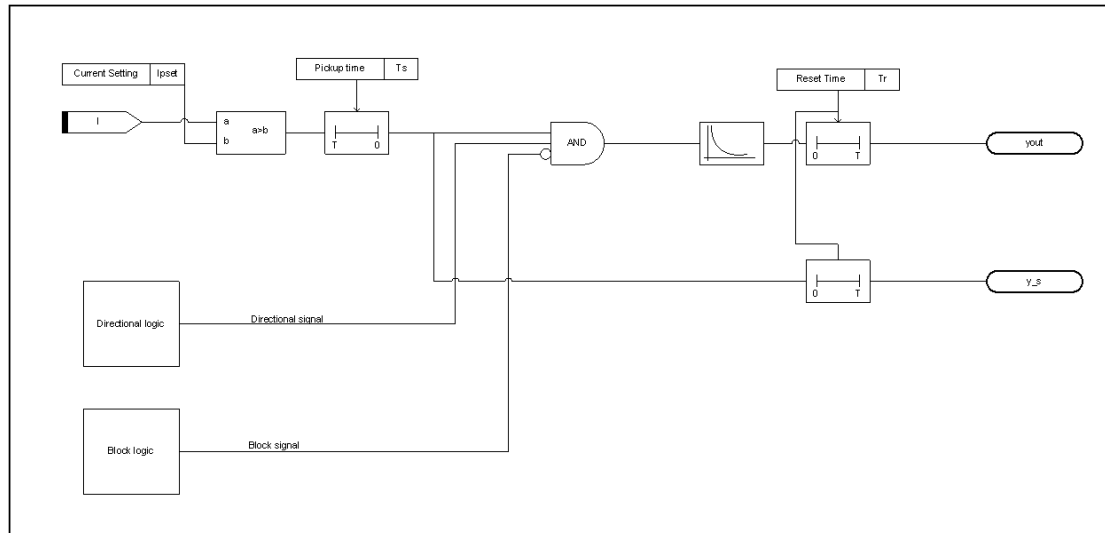 Current Setting Ipset
Pickup time Ts
Reset Time Tr
I
a
b
a>b
T 0
AND
0 T
yout
0 T
y_s
Directional logic
Directional signal
Block logic
Block signal